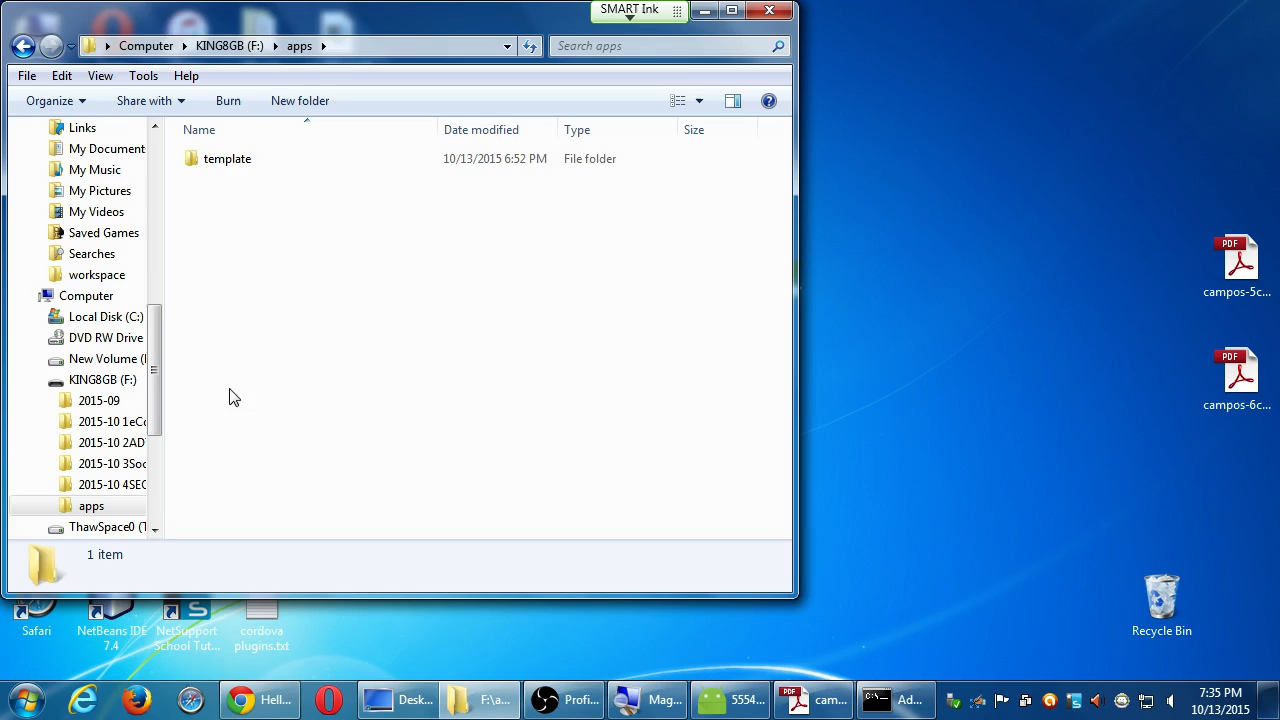 SMART Ink
Computer KING8GB (F:) apps
Search apps
File Edit View Tools Help
Organize Share with Burn New folder
Name Date modified Type Size
template 10/13/2015 6:52 PM File folder
Links
My Document
My Music
My Pictures
My Videos
Saved Games
Searches
workspace
Computer
Local Disk (C:)
DVD RW Drive
New Volume (
KING8GB (F:)
2015-09
2015-10 1eCo
2015-10 2AD
2015-10 3Soc
2015-10 4SEC
apps
ThawSpace0 (T
1 item
PDF
campos-5c...
PDF
campos-6c...
Recycle Bin
Safari
NetBeans IDE
7.4
NetSupport
School Tut...
cordova
plugins.txt
Hell...
Desk...
F:\a...
Profi...
Mag...
5554...
PDF
cam...
C:\.
Ad...
7:35 PM
10/13/2015